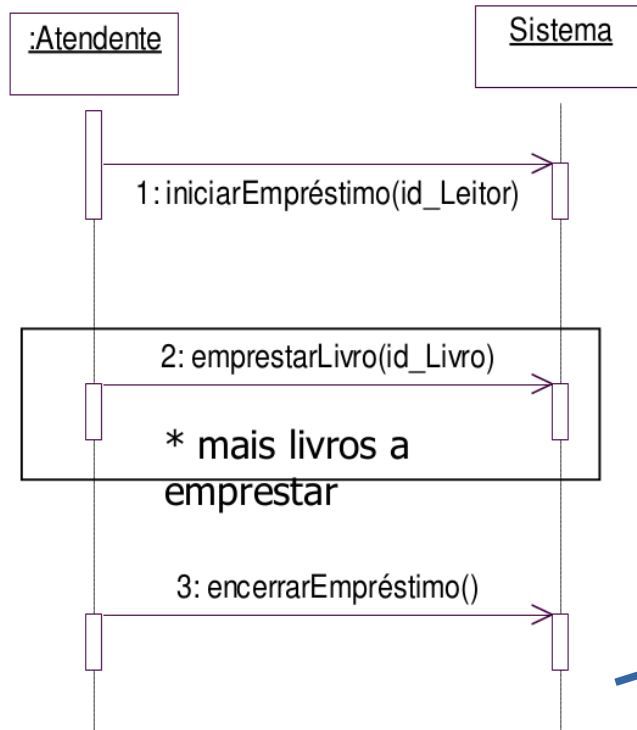 :Atendente
Sistema
1: iniciarEmpréstimo(id_Leitor)
2: emprestarLivro(id_Livro)
* mais livros a
emprestar
3: encerrarEmpréstimo()